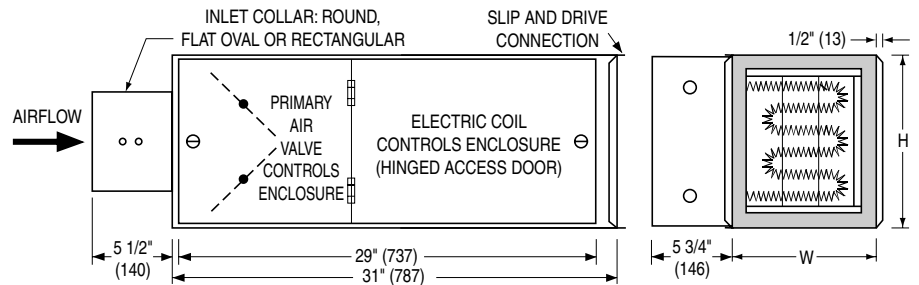 INLET COLLAR: ROUND,
FLAT OVAL OR RECTANGULAR
SLIP AND DRIVE
CONNECTION
1/2" (13)
AIRFLOW
PRIMARY
AIR
VALVE
CONTROLS
ENCLOSURE
ELECTRIC COIL
CONTROLS ENCLOSURE
(HINGED ACCESS DOOR)
H
5 1/2"
(140)
29" (737)
31" (787)
5 3/4"
(146)
W